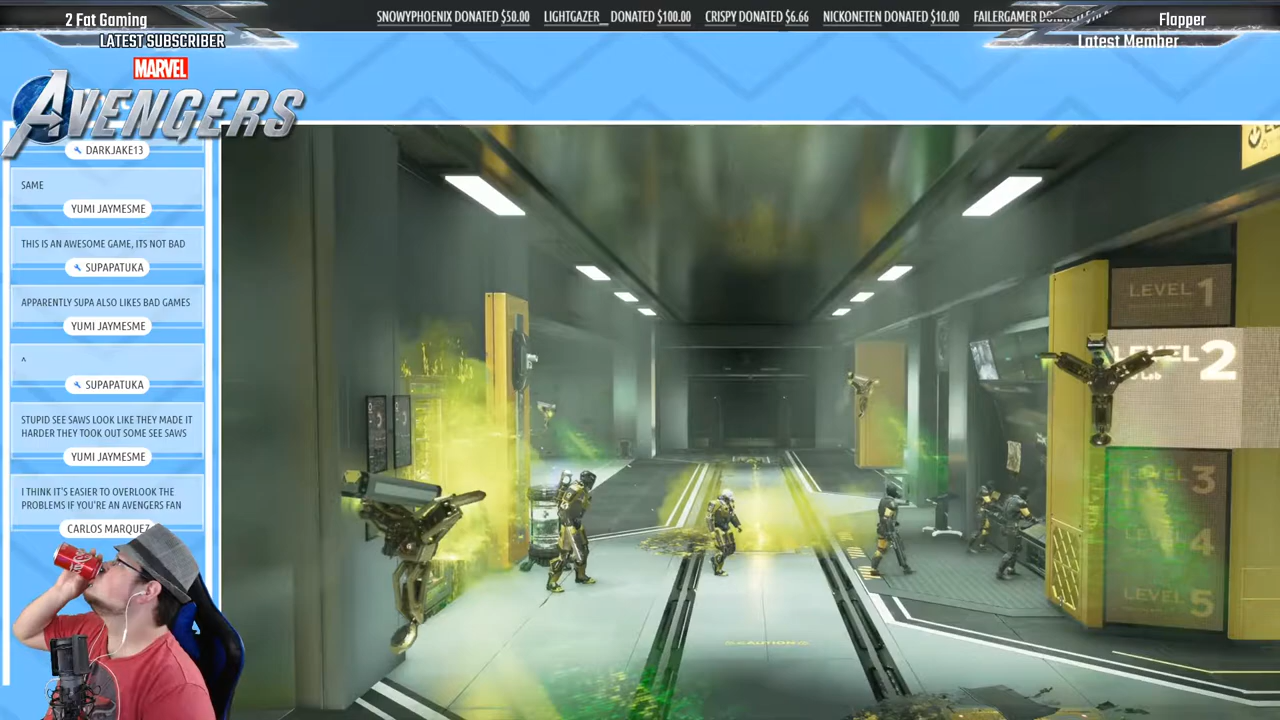 2 Fat Gaming
LATEST SUBSCRIBER
SNOWYPHOENIX DONATED $50.00 LIGHTGAZER_ DONATED $100.00 CRISPY DONATED $6.66 NICKONETEN DONATED $10.00 FAILERGAMER
Flapper
Latest Member
MARVEL
AVENGERS
DARKJAKE13
SAME
YUMI JAYMESME
THIS IS AN AWESOME GAME, ITS NOT BAD
SUPAPATUKA
APPARENTLY SUPA ALSO LIKES BAD GAMES
YUMI JAYMESME
^
SUPAPATUKA
STUPID SEE SAWS LOOK LIKE THEY MADE IT
HARDER THEY TOOK OUT SOME SEE SAWS
YUMI JAYMESME
I THINK IT'S EASIER TO OVERLOOK THE
PROBLEMS IF YOU'RE AN AVENGERS FAN
CARLOS MARQUEZ
LEVEL 1
LEVEL 2
Lab
3
4
LEVEL 5
CAUTION